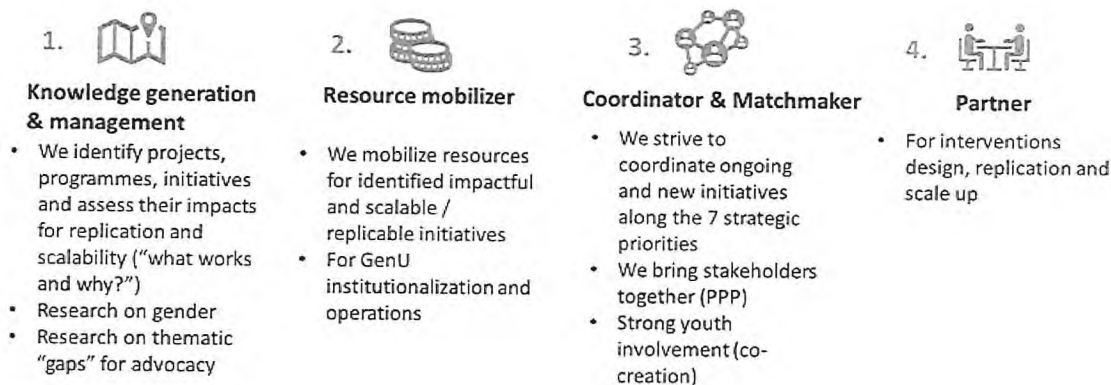 1.
Knowledge generation
& management
• We identify projects,
programmes, initiatives
and assess their impacts
for replication and
scalability (“what works
and why?”)
• Research on gender
• Research on thematic
“gaps” for advocacy
2.
Resource mobilizer
• We mobilize resources
for identified impactful
and scalable /
replicable initiatives
• For GenU
institutionalization and
operations
3.
Coordinator & Matchmaker
• We strive to
coordinate ongoing
and new initiatives
along the 7 strategic
priorities
• We bring stakeholders
together (PPP)
• Strong youth
involvement (co-
creation)
4.
Partner
• For interventions
design, replication and
scale up